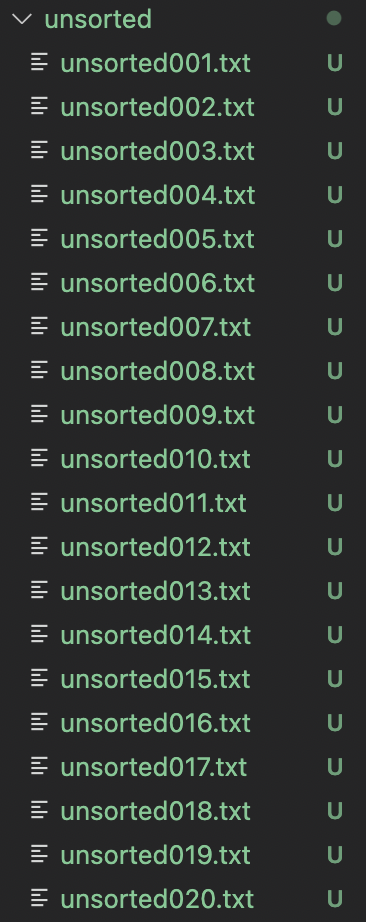 unsorted
unsorted001.txt U
unsorted002.txt U
unsorted003.txt U
unsorted004.txt U
unsorted005.txt U
unsorted006.txt U
unsorted007.txt U
unsorted008.txt U
unsorted009.txt U
unsorted010.txt U
unsorted011.txt U
unsorted012.txt U
unsorted013.txt U
unsorted014.txt U
unsorted015.txt U
unsorted016.txt U
unsorted017.txt U
unsorted018.txt U
unsorted019.txt U
unsorted020.txt U